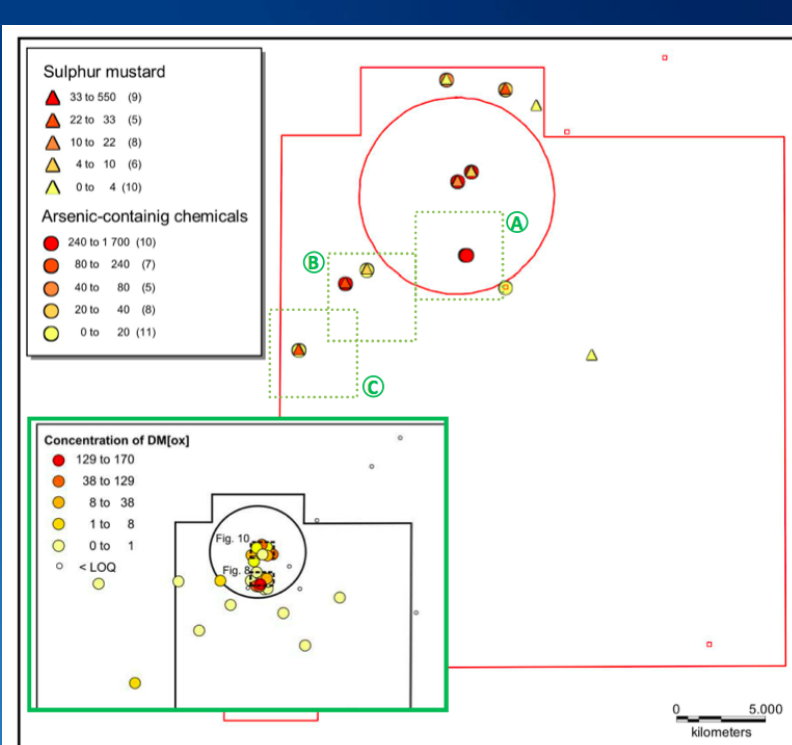 Sulphur mustard
33 to 550 (9)
22 to 33 (5)
10 to 22 (8)
4 to 10 (6)
0 to 4 (10)
Arsenic-containig chemicals
240 to 1 700 (10)
80 to 240 (7)
40 to 80 (5)
20 to 40 (8)
0 to 20 (11)
A
B
C
Concentration of DM[ox]
129 to 170
38 to 129
8 to 38
1 to 8
0 to 1
< LOQ
Fig. 10
Fig. 8
0 5.000
kilometers